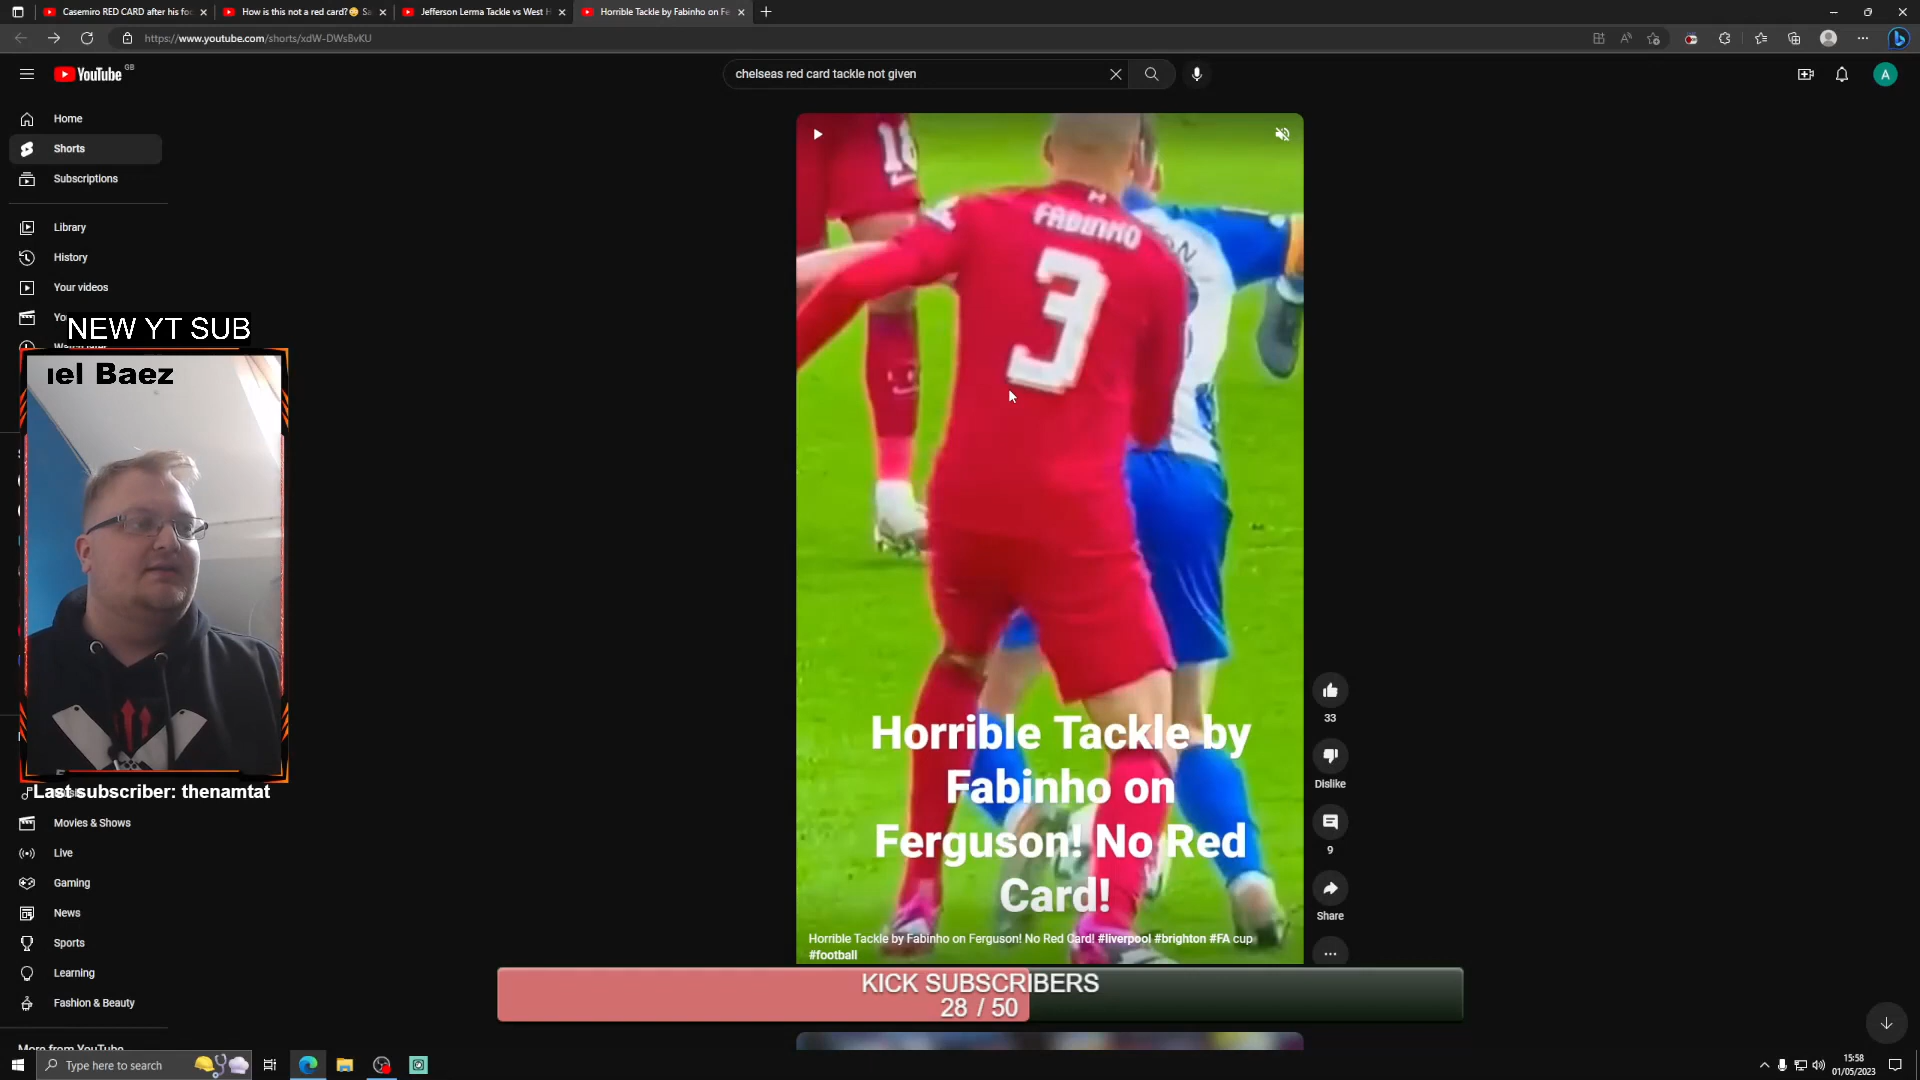 Casemiro RED CARD after his fo
How is this not a red card?😳 Sa
Jefferson Lerma Tackle vs West H
Horrible Tackle by Fabinho on Fe
https://www.youtube.com/shorts/xdW-DWsBvKU
YouTube GB
chelseas red card tackle not given
A
Home
Shorts
Subscriptions
Library
History
Your videos
NEW YT SUB
iel Baez
Last subscriber: thenamtat
Movies & Shows
Live
Gaming
News
Sports
Learning
Fashion & Beauty
More from YouTube
18
FABINHO
3
Horrible Tackle by
Fabinho on
Ferguson! No Red
Card!
Horrible Tackle by Fabinho on Ferguson! No Red Card! #liverpool #brighton #FA cup
#football
33
Dislike
9
Share
KICK SUBSCRIBERS
28 / 50
Type here to search
15:58
01/05/2023